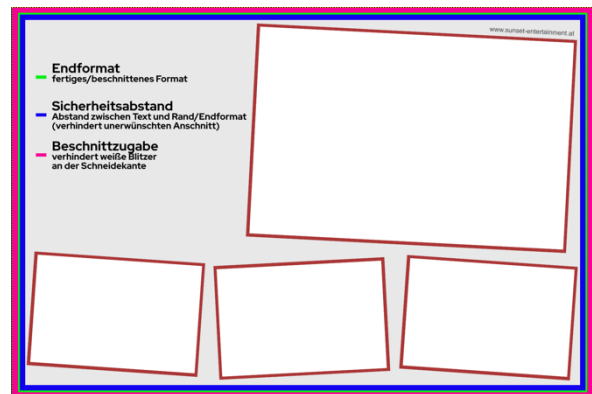 www.sunset-entertainment.at
Endformat
fertiges/beschnittenes Format
Sicherheitsabstand
Abstand zwischen Text und Rand/Endformat
(verhindert unerwünschten Anschnitt)
Beschnittzugabe
verhindert weiße Blitzer
an der Schneidekante